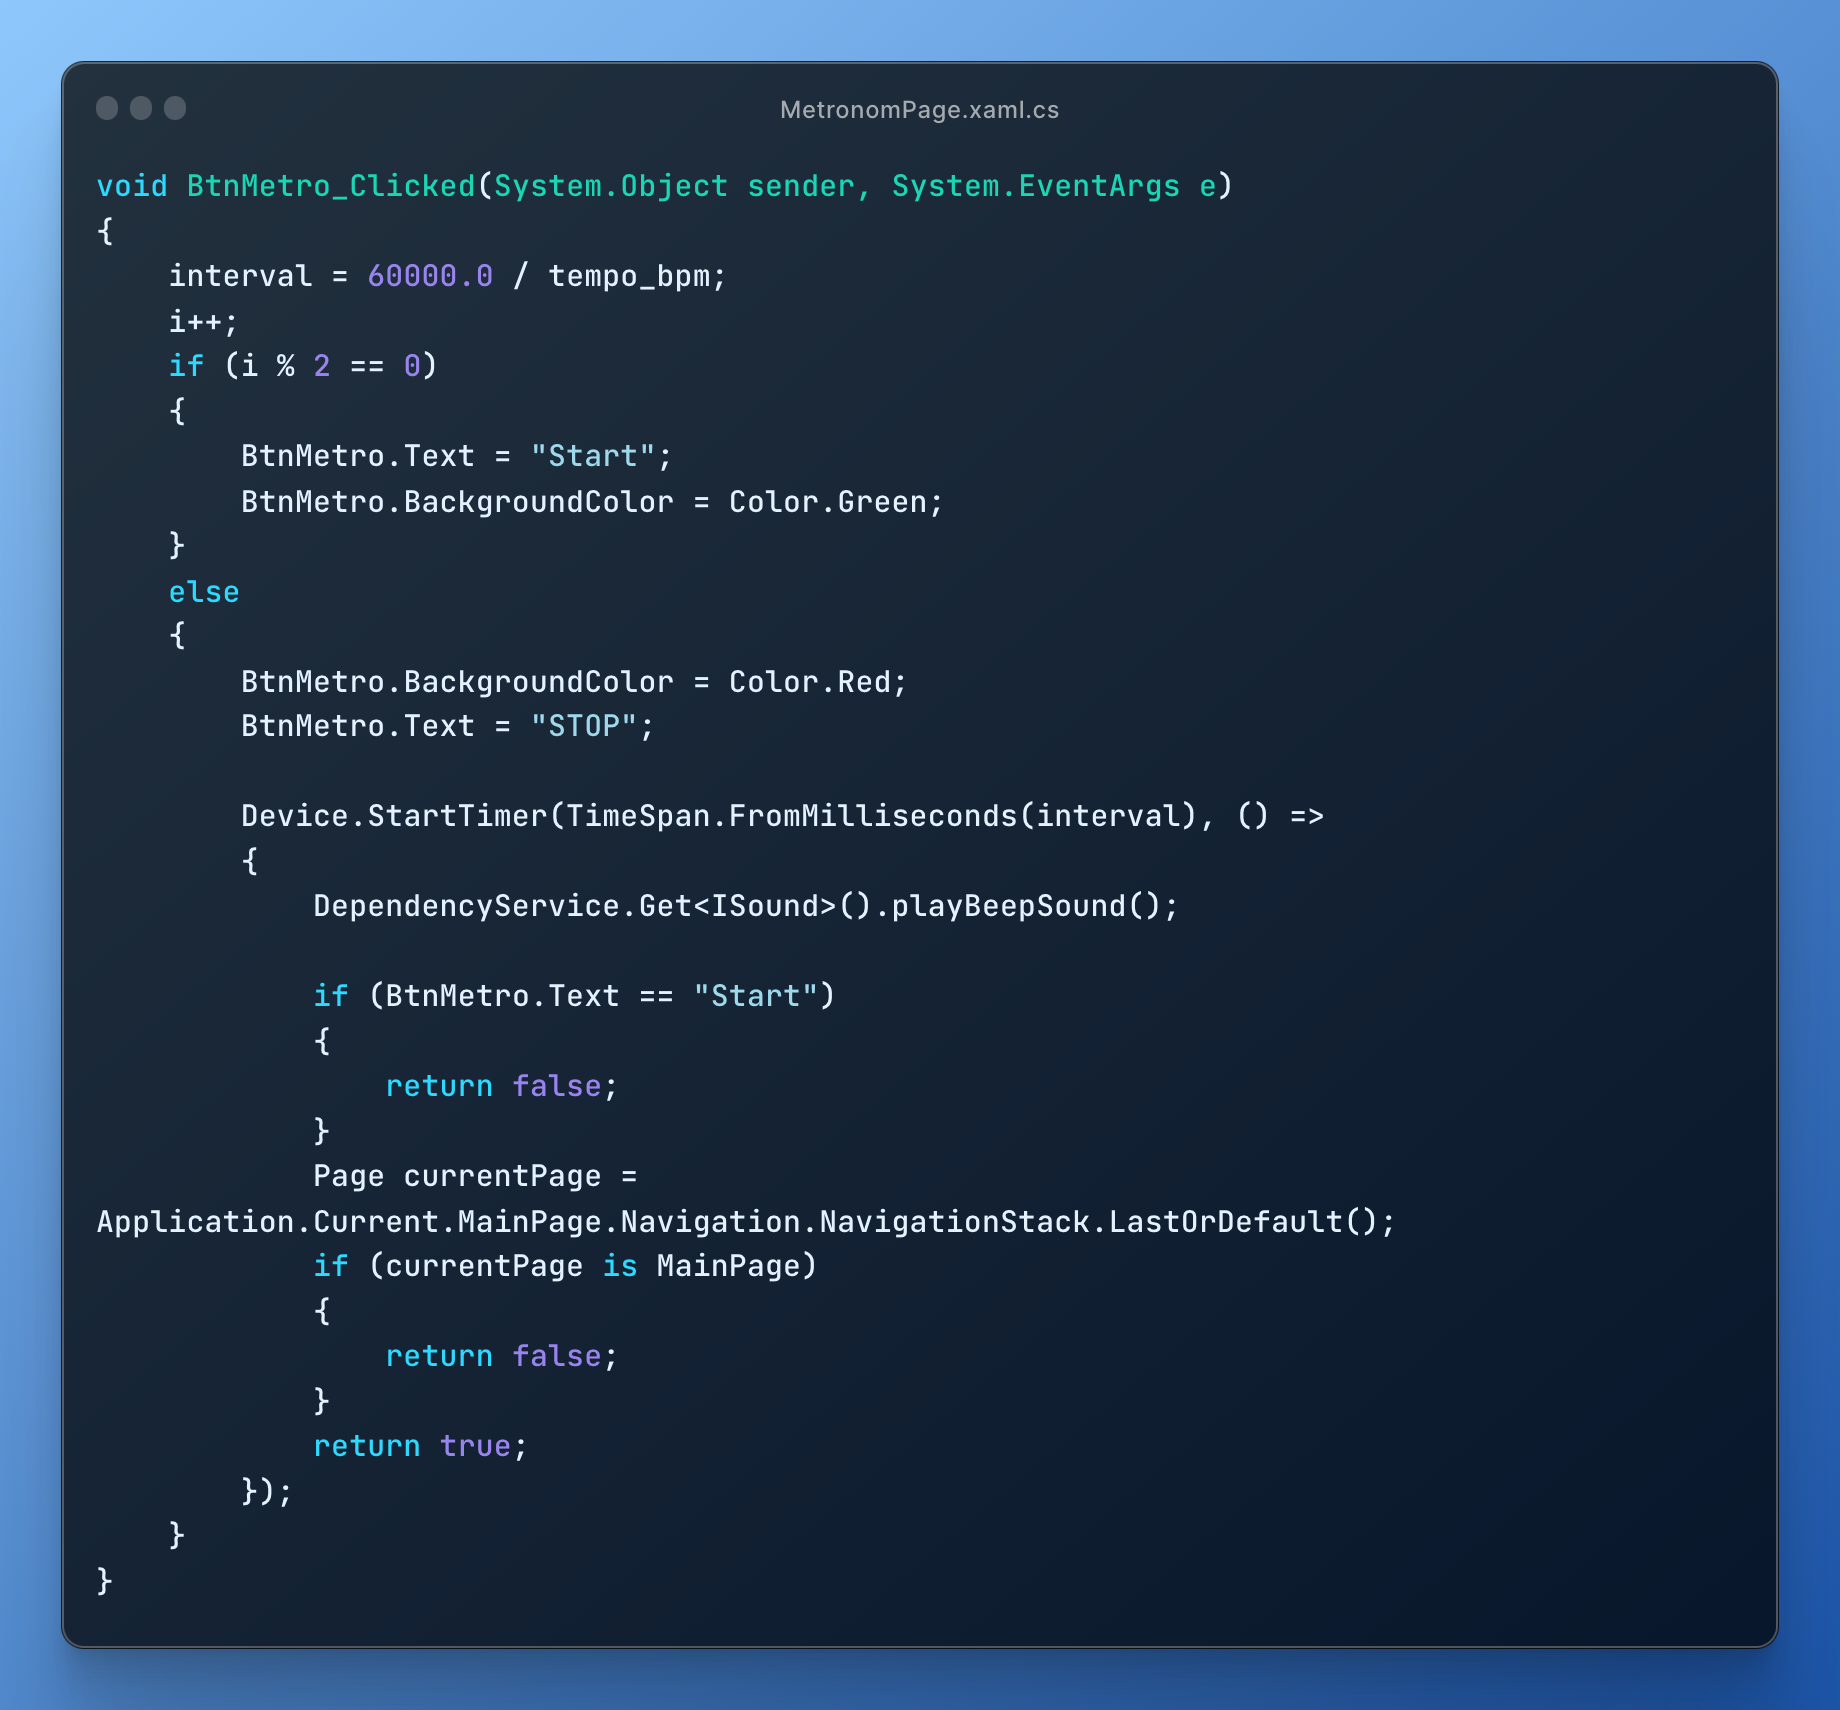 MetronomPage.xaml.cs
void BtnMetro_Clicked(System.Object sender, System.EventArgs e)
{
    interval = 60000.0 / tempo_bpm;
    i++;
    if (i % 2 == 0)
    {
        BtnMetro.Text = "Start";
        BtnMetro.BackgroundColor = Color.Green;
    }
    else
    {
        BtnMetro.BackgroundColor = Color.Red;
        BtnMetro.Text = "STOP";

        Device.StartTimer(TimeSpan.FromMilliseconds(interval), () =>
        {
            DependencyService.Get<ISound>().playBeepSound();

            if (BtnMetro.Text == "Start")
            {
                return false;
            }
            Page currentPage =
Application.Current.MainPage.Navigation.NavigationStack.LastOrDefault();
            if (currentPage is MainPage)
            {
                return false;
            }
            return true;
        });
    }
}